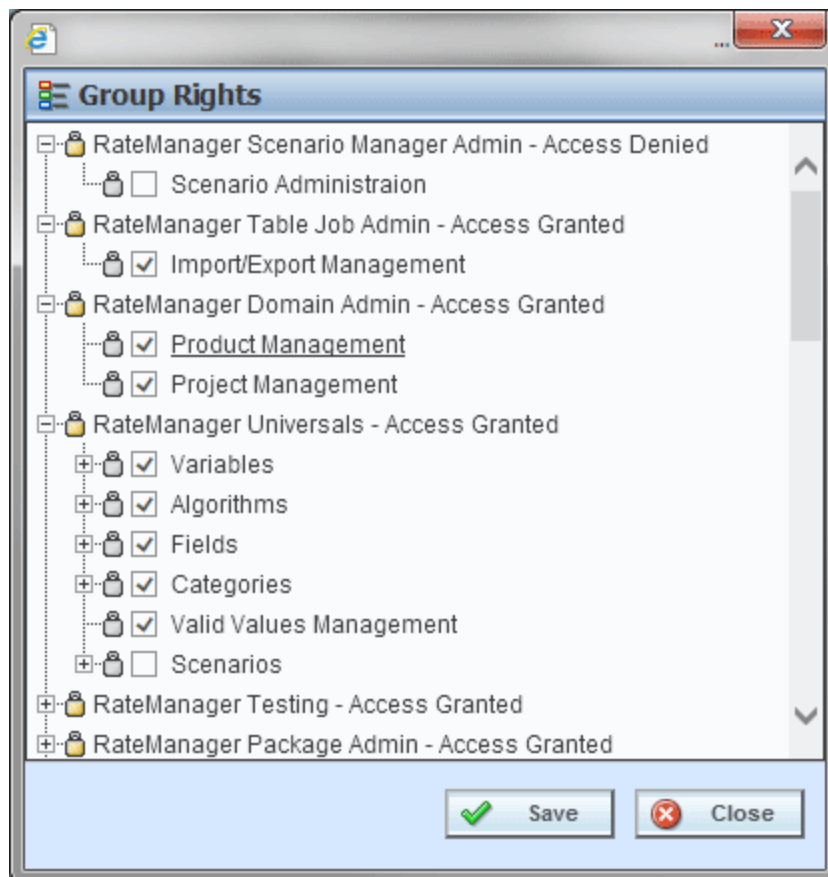 ...
Group Rights
RateManager Scenario Manager Admin - Access Denied
Scenario Administraion
RateManager Table Job Admin - Access Granted
Import/Export Management
RateManager Domain Admin - Access Granted
Product Management
Project Management
RateManager Universals - Access Granted
Variables
Algorithms
Fields
Categories
Valid Values Management
Scenarios
RateManager Testing - Access Granted
RateManager Package Admin - Access Granted
Save Close